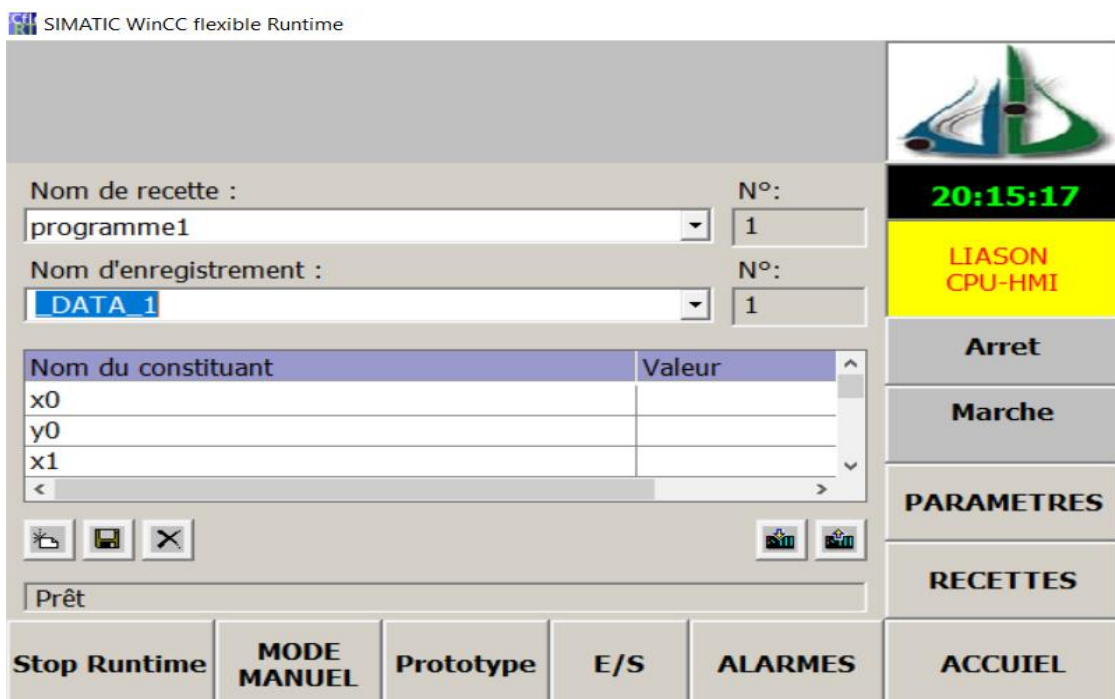 SIMATIC WinCC flexible Runtime
Nom de recette :
N°:
programme1
1
Nom d'enregistrement :
N°:
_DATA_1
1
Nom du constituant
Valeur
x0
y0
x1
Prêt
20:15:17
LIASON
CPU-HMI
Arret
Marche
PARAMETRES
RECETTES
Stop Runtime
MODE
MANUEL
Prototype
E/S
ALARMES
ACCUIEL